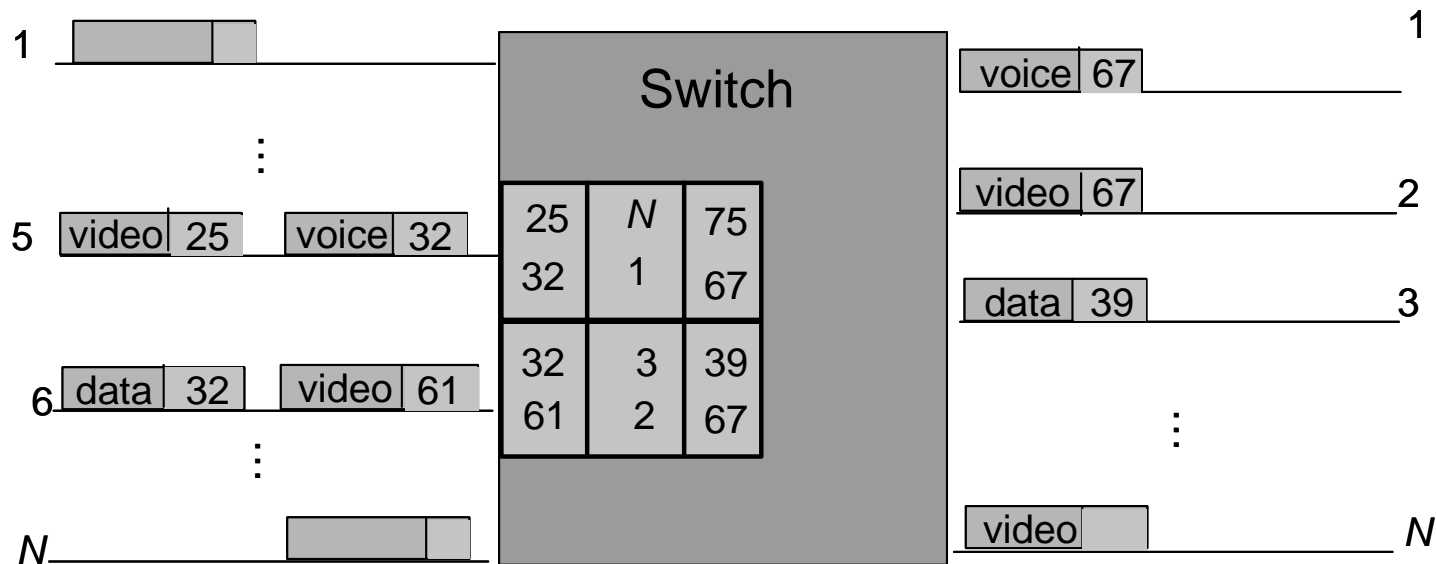 1
5 video 25 voice 32
6 data 32 video 61
N
Switch
25 N 75
32 1 67
32 3 39
61 2 67
voice 67 1
video 67 2
data 39 3
video N